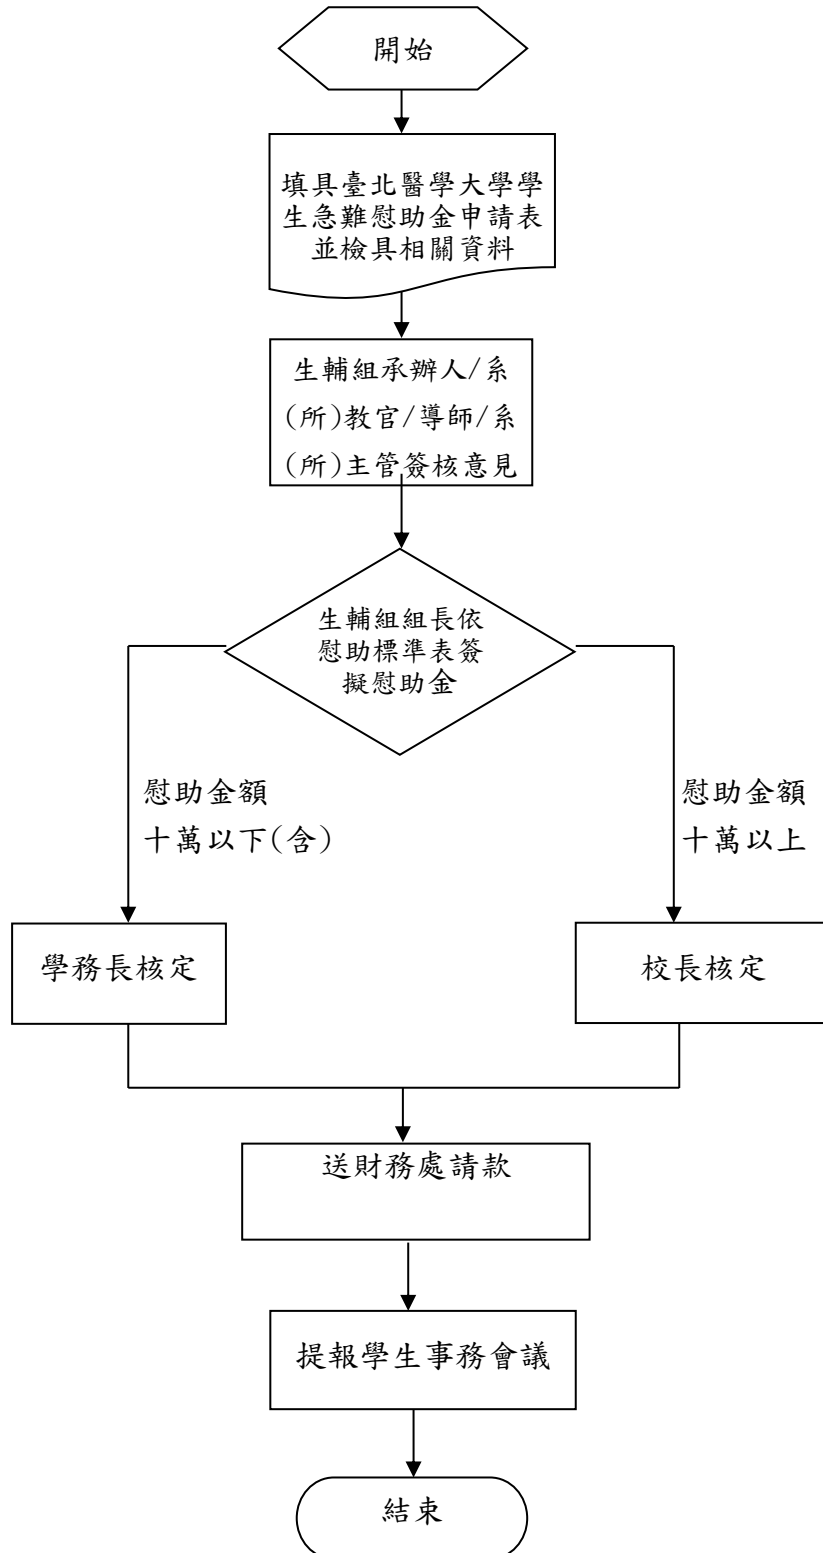 開始
填具臺北醫學大學學
生急難慰助金申請表
並檢具相關資料
生輔組承辦人/系
(所)教官/導師/系
(所)主管簽核意見
生輔組組長依
慰助標準表簽
擬慰助金
慰助金額
十萬以下(含)
慰助金額
十萬以上
學務長核定
校長核定
送財務處請款
提報學生事務會議
結束